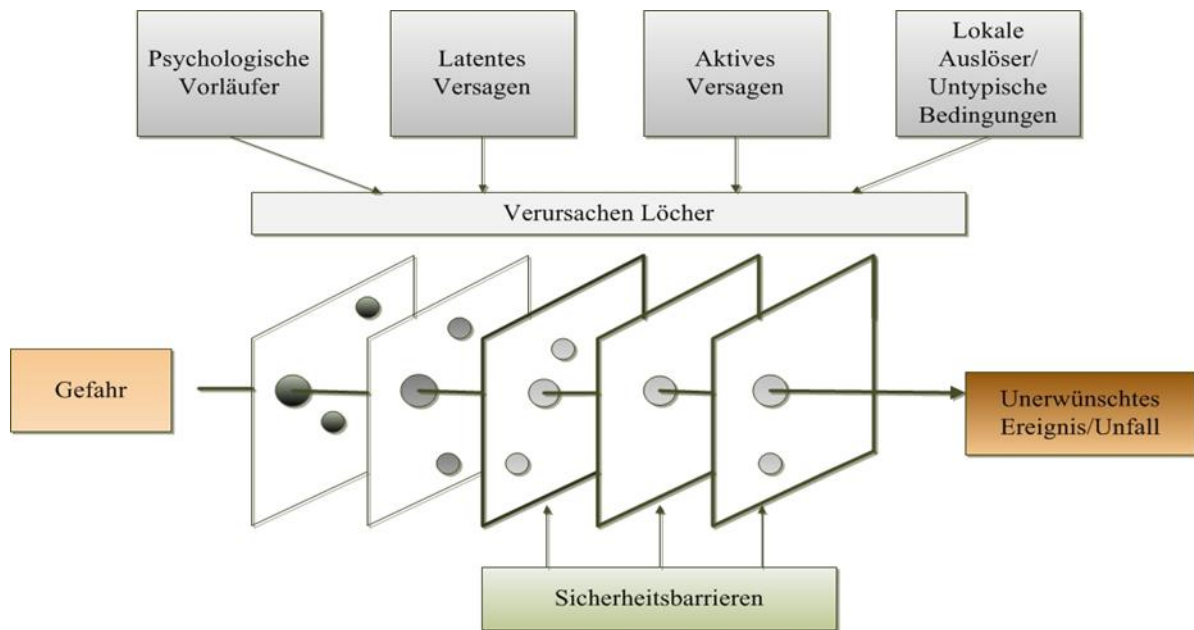 Psychologische
Vorläufer
Latentes
Versagen
Aktives
Versagen
Lokale
Auslöser/
Untypische
Bedingungen
Verursachen Löcher
Gefahr
Unerwünschtes
Ereignis/Unfall
Sicherheitsbarrieren